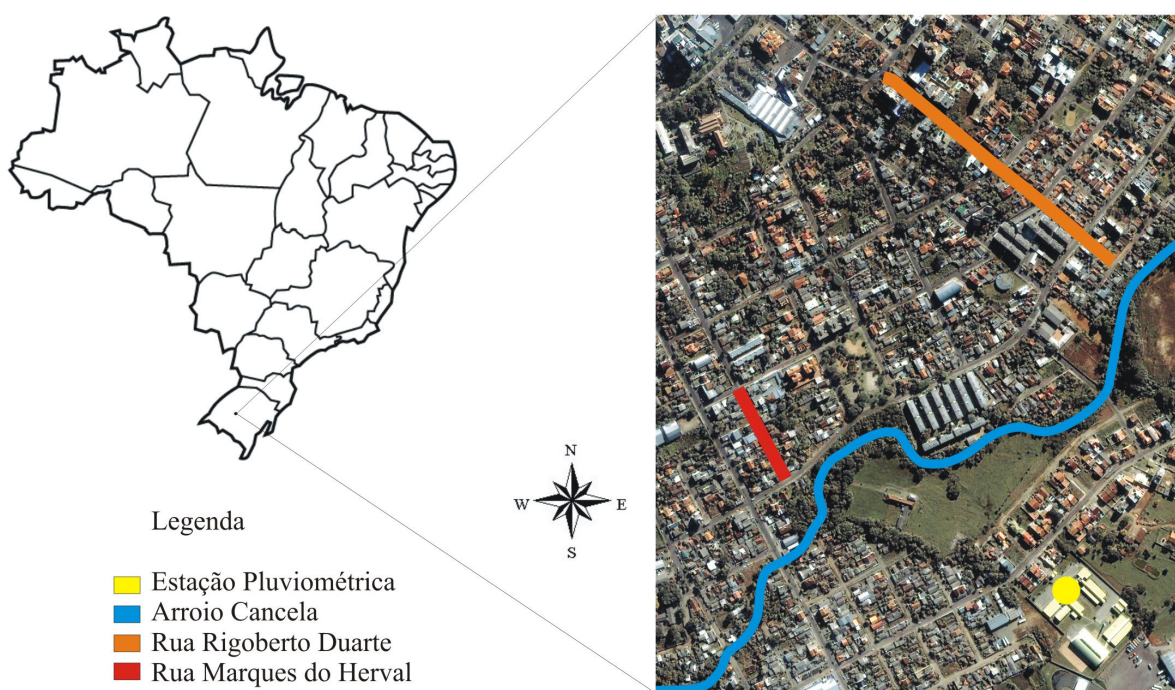 N
W
E
S
Legenda
Estação Pluviométrica
Arroio Cancela
Rua Rigoberto Duarte
Rua Marques do Herval